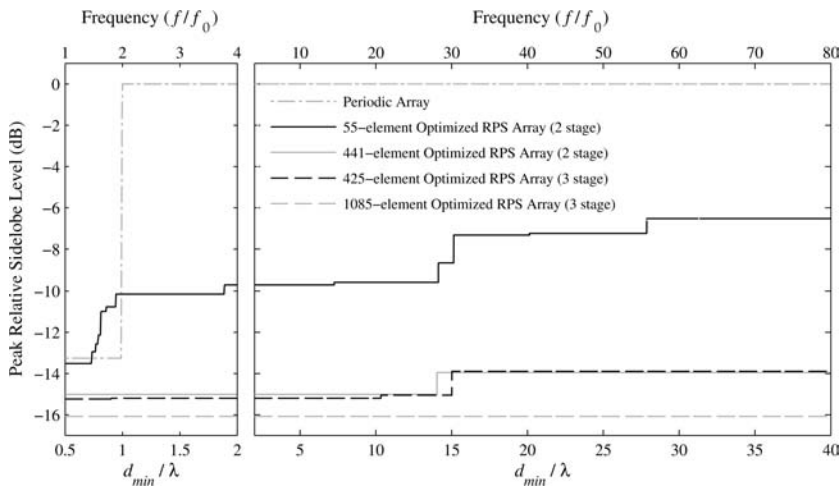 Frequency (f/f0)
Frequency (f/f0)
1 2 3 4
10 20 30 40 50 60 70 80
Peak Relative Sidelobe Level (dB)
0
−2
−4
−6
−8
−10
−12
−14
−16
Periodic Array
55−element Optimized RPS Array (2 stage)
441−element Optimized RPS Array (2 stage)
425−element Optimized RPS Array (3 stage)
1085−element Optimized RPS Array (3 stage)
0.5 1 1.5 2
5 10 15 20 25 30 35 40
dmin / λ
dmin / λ